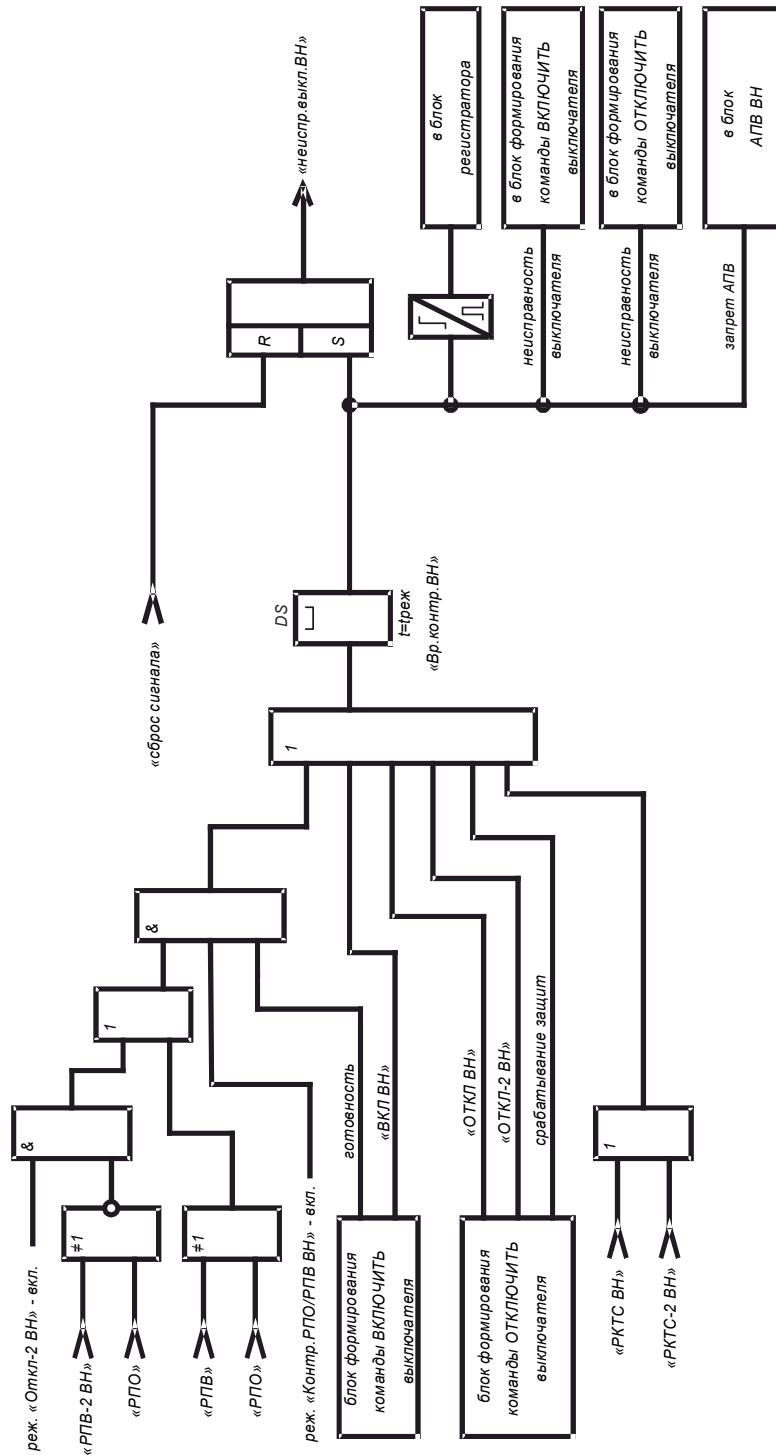 реж. «Откл-2 ВН» - вкл.
«РПВ-2 ВН»
«РПО»
≠1
&
1
«РПВ»
«РПО»
≠1
реж. «Контр.РПО/РПВ ВН» - вкл.
&
блок формирования
команды ВКЛЮЧИТЬ
выключателя
готовность
«ВКЛ ВН»
блок формирования
команды ОТКЛЮЧИТЬ
выключателя
«ОТКЛ ВН»
«ОТКЛ-2 ВН»
срабатывание защит
«РКТС ВН»
«РКТС-2 ВН»
1
1
«сброс сигнала»
DS
t=tреж
«Вр.контр.ВН»
R
S
«неиспр.выкл.ВН»
в блок
регистратора
неисправность
выключателя
в блок формирования
команды ВКЛЮЧИТЬ
выключателя
неисправность
выключателя
в блок формирования
команды ОТКЛЮЧИТЬ
выключателя
запрет АПВ
в блок
АПВ ВН